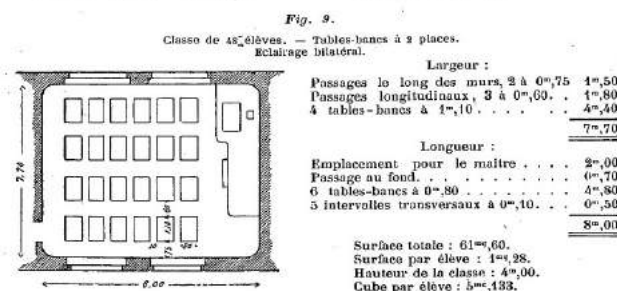 Fig. 9.
Classe de 48 élèves. — Tables-bancs à 2 places.
Eclairage bilatéral.
Largeur :
Passages le long des murs, 2 à 0m,75 1m,50
Passages longitudinaux, 3 à 0m,60. . 1m,80
4 tables-bancs à 1m,10 . . . . . 4m,40
7m,70
Longueur :
Emplacement pour le maître . . . . 2m,00
Passage au fond. . . . . . . . . 0m,70
6 tables-bancs à 0m,80 . . . . . . . 4m,80
5 intervalles transversaux à 0m,10. . . 0m,50
8m,00
Surface totale : 61mq,60.
Surface par élève : 1mq,28.
Hauteur de la classe : 4m,00.
Cube par élève : 5mc,133.
7,70
8,00